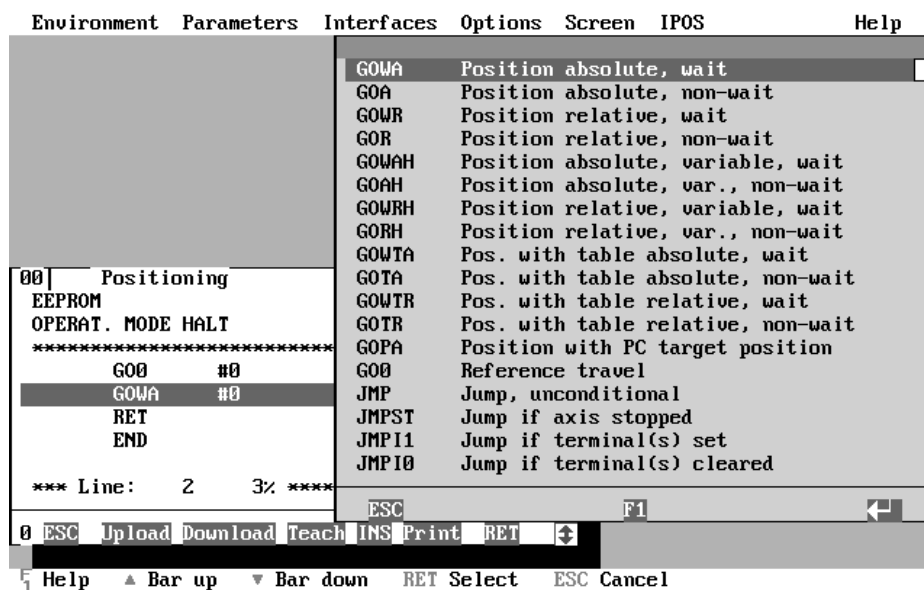 Environment Parameters Interfaces Options Screen IPOS Help
GOWA Position absolute, wait
GOA Position absolute, non-wait
GOWR Position relative, wait
GOR Position relative, non-wait
GOWAH Position absolute, variable, wait
GOAH Position absolute, var., non-wait
GOWRH Position relative, variable, wait
GORH Position relative, var., non-wait
GOWTA Pos. with table absolute, wait
GOTA Pos. with table absolute, non-wait
GOWTR Pos. with table relative, wait
GOTR Pos. with table relative, non-wait
GOPA Position with PC target position
GO0 Reference travel
JMP Jump, unconditional
JMPST Jump if axis stopped
JMPI1 Jump if terminal(s) set
JMPI0 Jump if terminal(s) cleared
ESC F1
00 Positioning
EEPROM
OPERAT. MODE HALT
**************************
GO0 #0
GOWA #0
RET
END
*** Line: 2 3% ****
0 ESC Upload Download Teach INS Print RET
F1 Help ▲ Bar up ▼ Bar down RET Select ESC Cancel